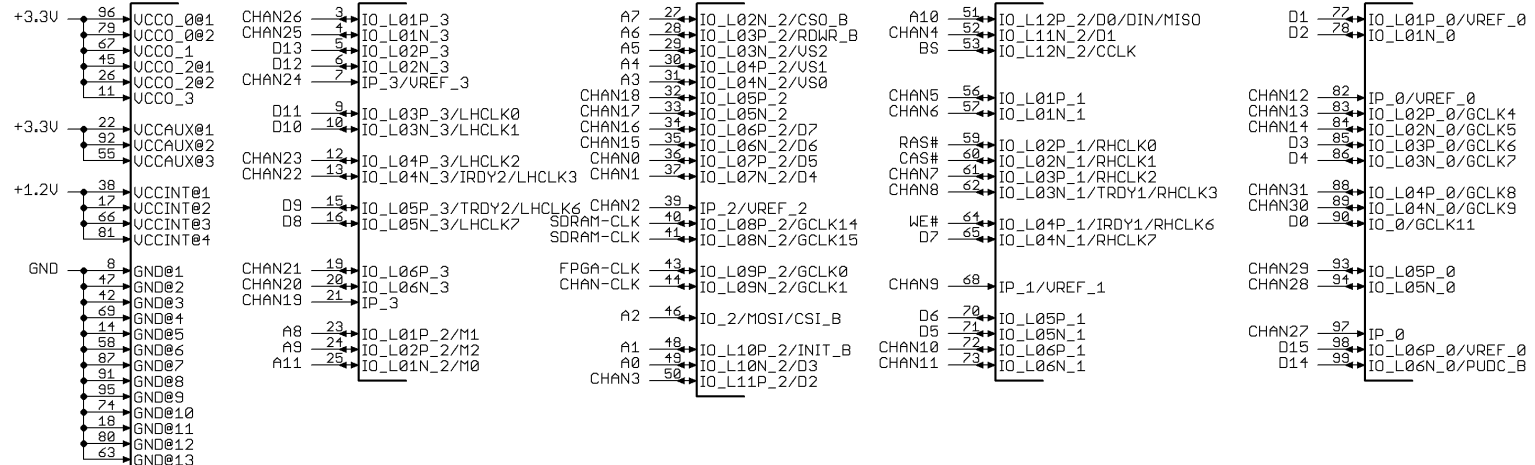 +3.3V 96 VCCO_0@1
79 VCCO_0@2
67 VCCO_1
45 VCCO_2@1
26 VCCO_2@2
11 VCCO_3
+3.3V 22 VCCAUX@1
92 VCCAUX@2
55 VCCAUX@3
+1.2V 38 VCCINT@1
17 VCCINT@2
66 VCCINT@3
81 VCCINT@4
GND 8 GND@1
47 GND@2
42 GND@3
69 GND@4
14 GND@5
58 GND@6
87 GND@7
91 GND@8
95 GND@9
74 GND@10
18 GND@11
80 GND@12
63 GND@13
CHAN26 3 IO_L01P_3
CHAN25 4 IO_L01N_3
D13 5 IO_L02P_3
D12 6 IO_L02N_3
CHAN24 7 IP_3/VREF_3
D11 9 IO_L03P_3/LHCLK0
D10 10 IO_L03N_3/LHCLK1
CHAN23 12 IO_L04P_3/LHCLK2
CHAN22 13 IO_L04N_3/IRDY2/LHCLK3
D9 15 IO_L05P_3/TRDY2/LHCLK6
D8 16 IO_L05N_3/LHCLK7
CHAN21 19 IO_L06P_3
CHAN20 20 IO_L06N_3
CHAN19 21 IP_3
A8 23 IO_L01P_2/M1
A9 24 IO_L02P_2/M2
A11 25 IO_L01N_2/M0
A7 27 IO_L02N_2/CSO_B
A6 28 IO_L03P_2/RDWR_B
A5 29 IO_L03N_2/VS2
A4 30 IO_L04P_2/VS1
A3 31 IO_L04N_2/VS0
CHAN18 32 IO_L05P_2
CHAN17 33 IO_L05N_2
CHAN16 34 IO_L06P_2/D7
CHAN15 35 IO_L06N_2/D6
CHAN0 36 IO_L07P_2/D5
CHAN1 37 IO_L07N_2/D4
CHAN2 39 IP_2/VREF_2
SDRAM-CLK 40 IO_L08P_2/GCLK14
SDRAM-CLK 41 IO_L08N_2/GCLK15
FPGA-CLK 43 IO_L09P_2/GCLK0
CHAN-CLK 44 IO_L09N_2/GCLK1
A2 46 IO_2/MOSI/CSI_B
A1 48 IO_L10P_2/INIT_B
A0 49 IO_L10N_2/D3
CHAN3 50 IO_L11P_2/D2
A10 51 IO_L12P_2/D0/DIN/MISO
CHAN4 52 IO_L11N_2/D1
BS 53 IO_L12N_2/CCLK
CHAN5 56 IO_L01P_1
CHAN6 57 IO_L01N_1
RAS# 59 IO_L02P_1/RHCLK0
CAS# 60 IO_L02N_1/RHCLK1
CHAN7 61 IO_L03P_1/RHCLK2
CHAN8 62 IO_L03N_1/TRDY1/RHCLK3
WE# 64 IO_L04P_1/IRDY1/RHCLK6
D7 65 IO_L04N_1/RHCLK7
CHAN9 68 IP_1/VREF_1
D6 70 IO_L05P_1
D5 71 IO_L05N_1
CHAN10 72 IO_L06P_1
CHAN11 73 IO_L06N_1
D1 77 IO_L01P_0/VREF_0
D2 78 IO_L01N_0
CHAN12 82 IP_0/VREF_0
CHAN13 83 IO_L02P_0/GCLK4
CHAN14 84 IO_L02N_0/GCLK5
D3 85 IO_L03P_0/GCLK6
D4 86 IO_L03N_0/GCLK7
CHAN31 88 IO_L04P_0/GCLK8
CHAN30 89 IO_L04N_0/GCLK9
D0 90 IO_0/GCLK11
CHAN29 93 IO_L05P_0
CHAN28 94 IO_L05N_0
CHAN27 97 IP_0
D15 98 IO_L06P_0/VREF_0
D14 99 IO_L06N_0/PUDC_B